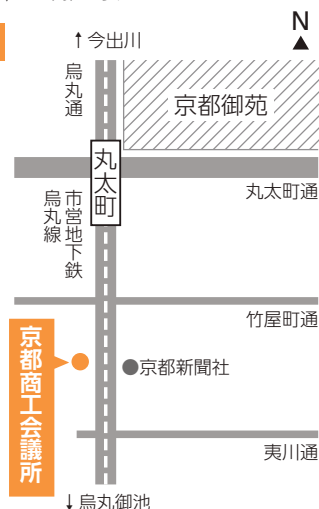 N
↑今出川
烏丸通
京都御苑
丸太町
丸太町通
市営地下鉄
烏丸線
竹屋町通
京都商工会議所
●京都新聞社
夷川通
↓烏丸御池